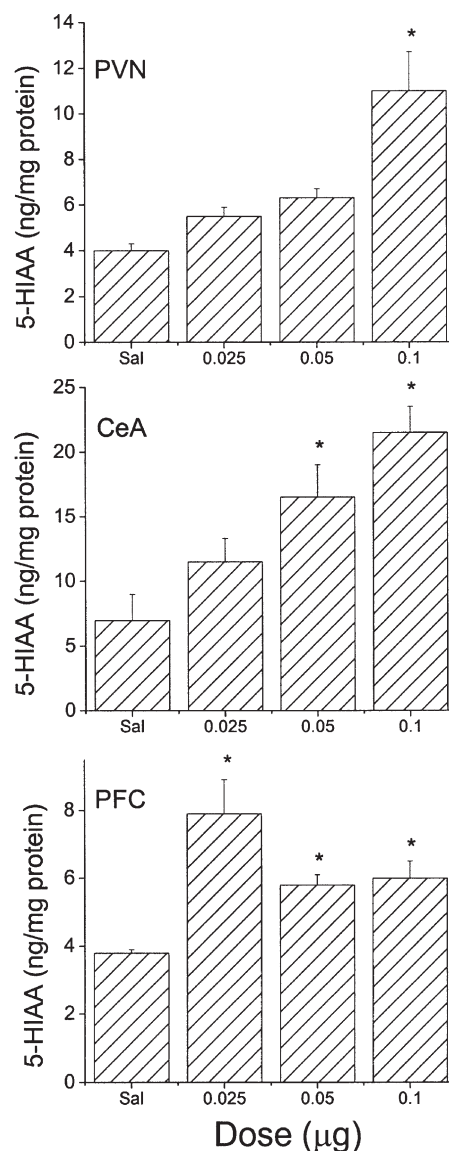 14
*
PVN
12
10
8
6
4
2
0
5-HIAA (ng/mg protein)
Sal 0.025 0.05 0.1
25
*
CeA
20
*
15
10
5
0
5-HIAA (ng/mg protein)
Sal 0.025 0.05 0.1
*
PFC
8
* *
6
4
2
0
5-HIAA (ng/mg protein)
Sal 0.025 0.05 0.1
Dose (μg)